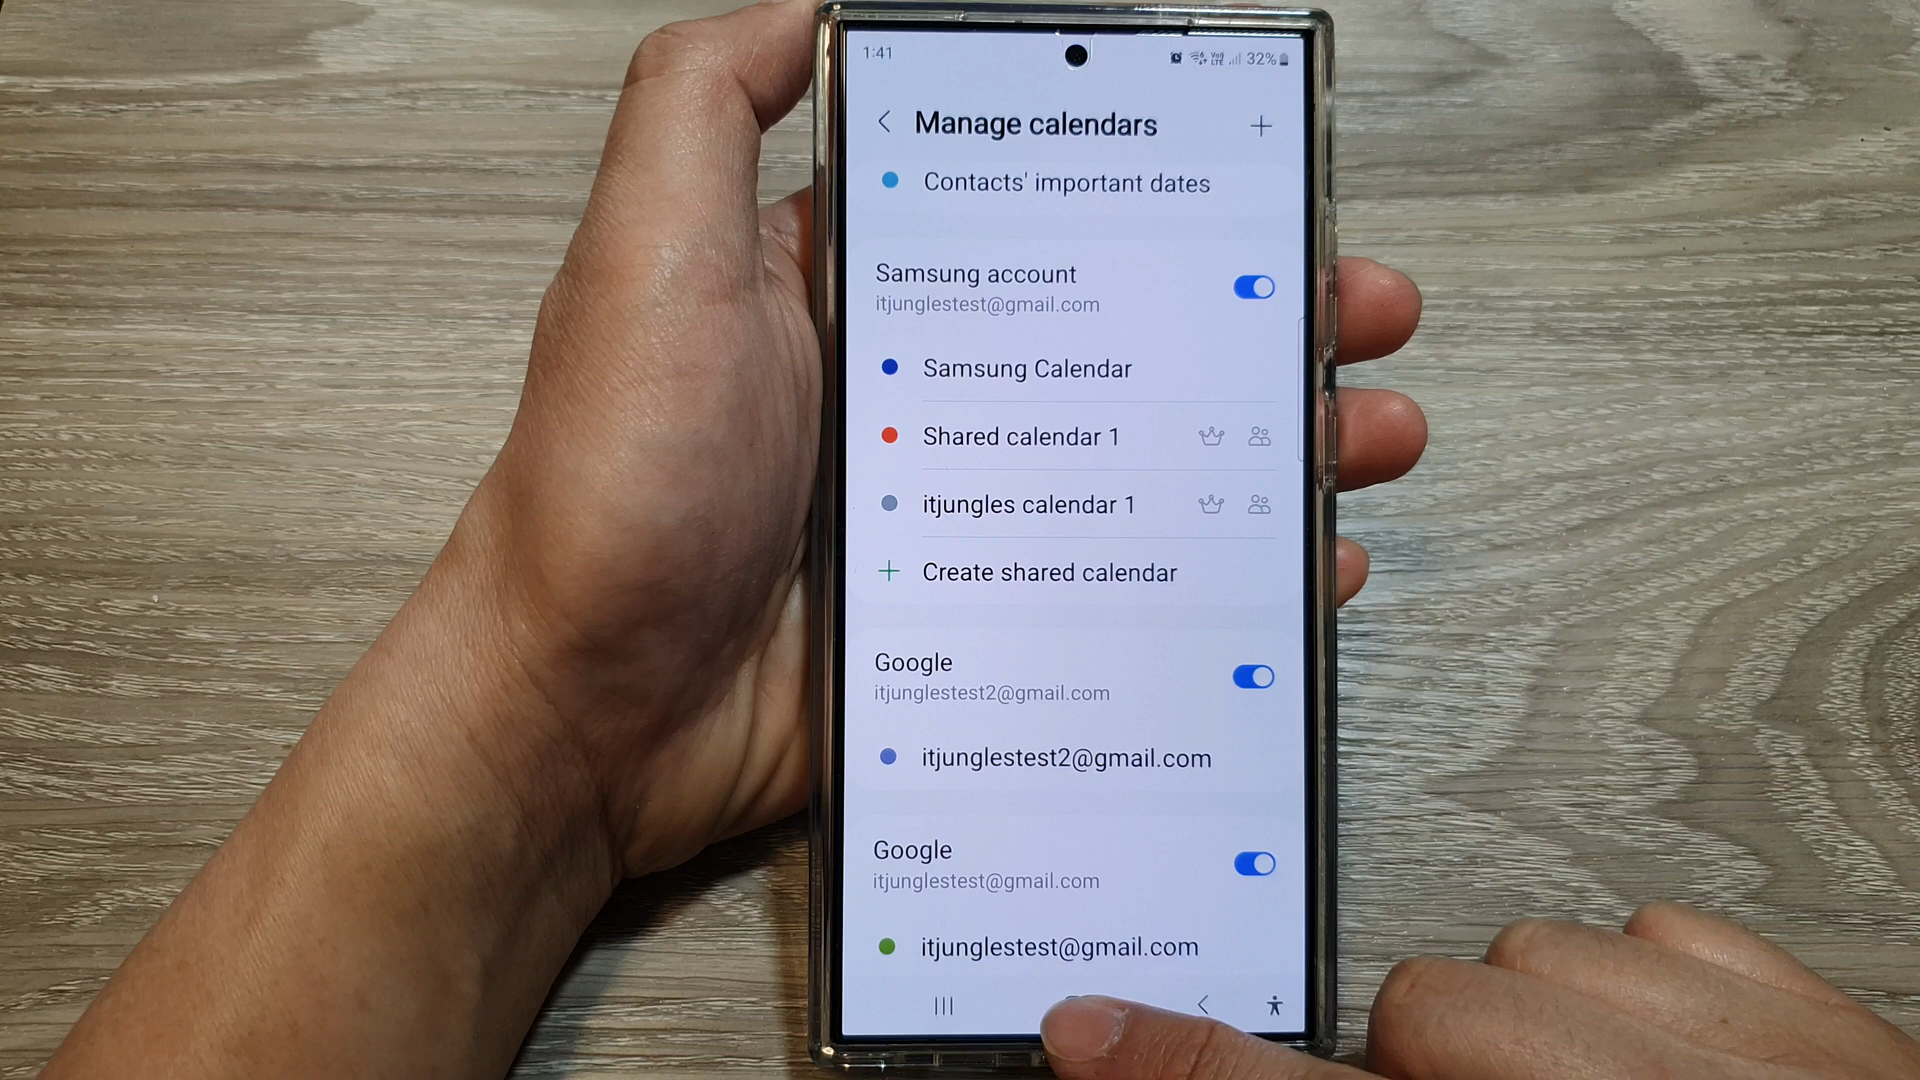 1:41
Vo)) LTE 32%
Manage calendars
Contacts' important dates
Samsung account
itjunglestest@gmail.com
Samsung Calendar
Shared calendar 1
itjungles calendar 1
Create shared calendar
Google
itjunglestest2@gmail.com
itjunglestest2@gmail.com
Google
itjunglestest@gmail.com
itjunglestest@gmail.com